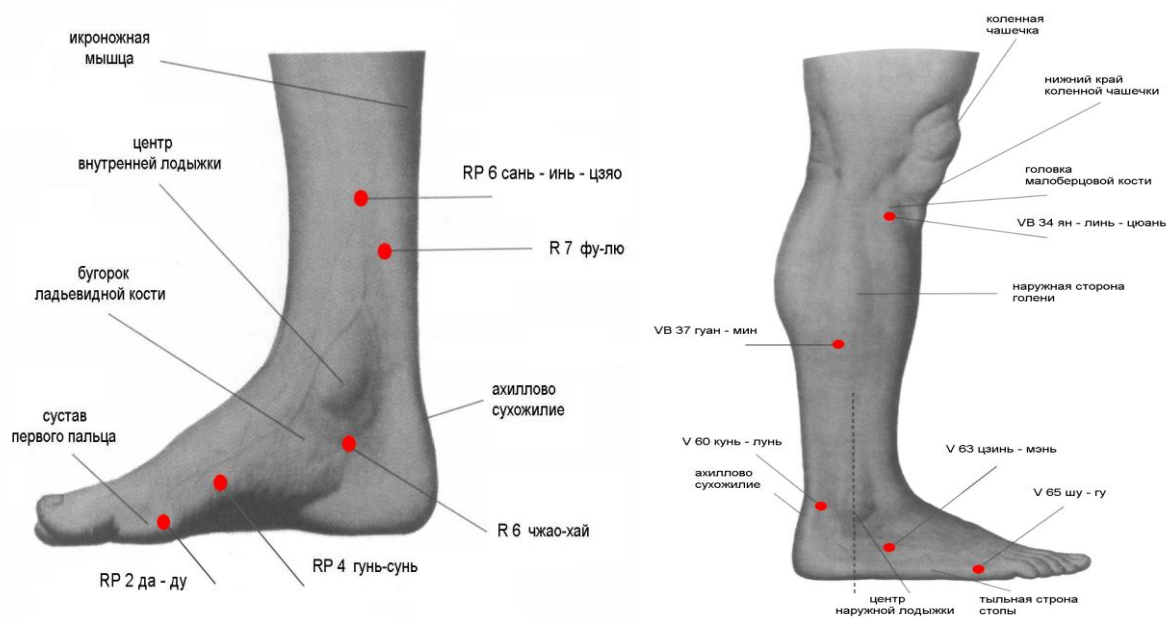 икроножная
мышца
центр
внутренней лодыжки
RP 6 сань - инь - цзяо
R 7 фу-лю
бугорок
ладьевидной кости
ахиллово
сухожилие
сустав
первого пальца
R 6 чжао-хай
RP 4 гунь-сунь
RP 2 да - ду
коленная
чашечка
нижний край
коленной чашечки
головка
малоберцовой кости
VB 34 ян - линь - цюань
наружная сторона
голени
VB 37 гуан - мин
V 60 кунь - лунь
V 63 цзинь - мэнь
ахиллово
сухожилие
V 65 шу - гу
центр
наружной лодыжки
тыльная строна
стопы